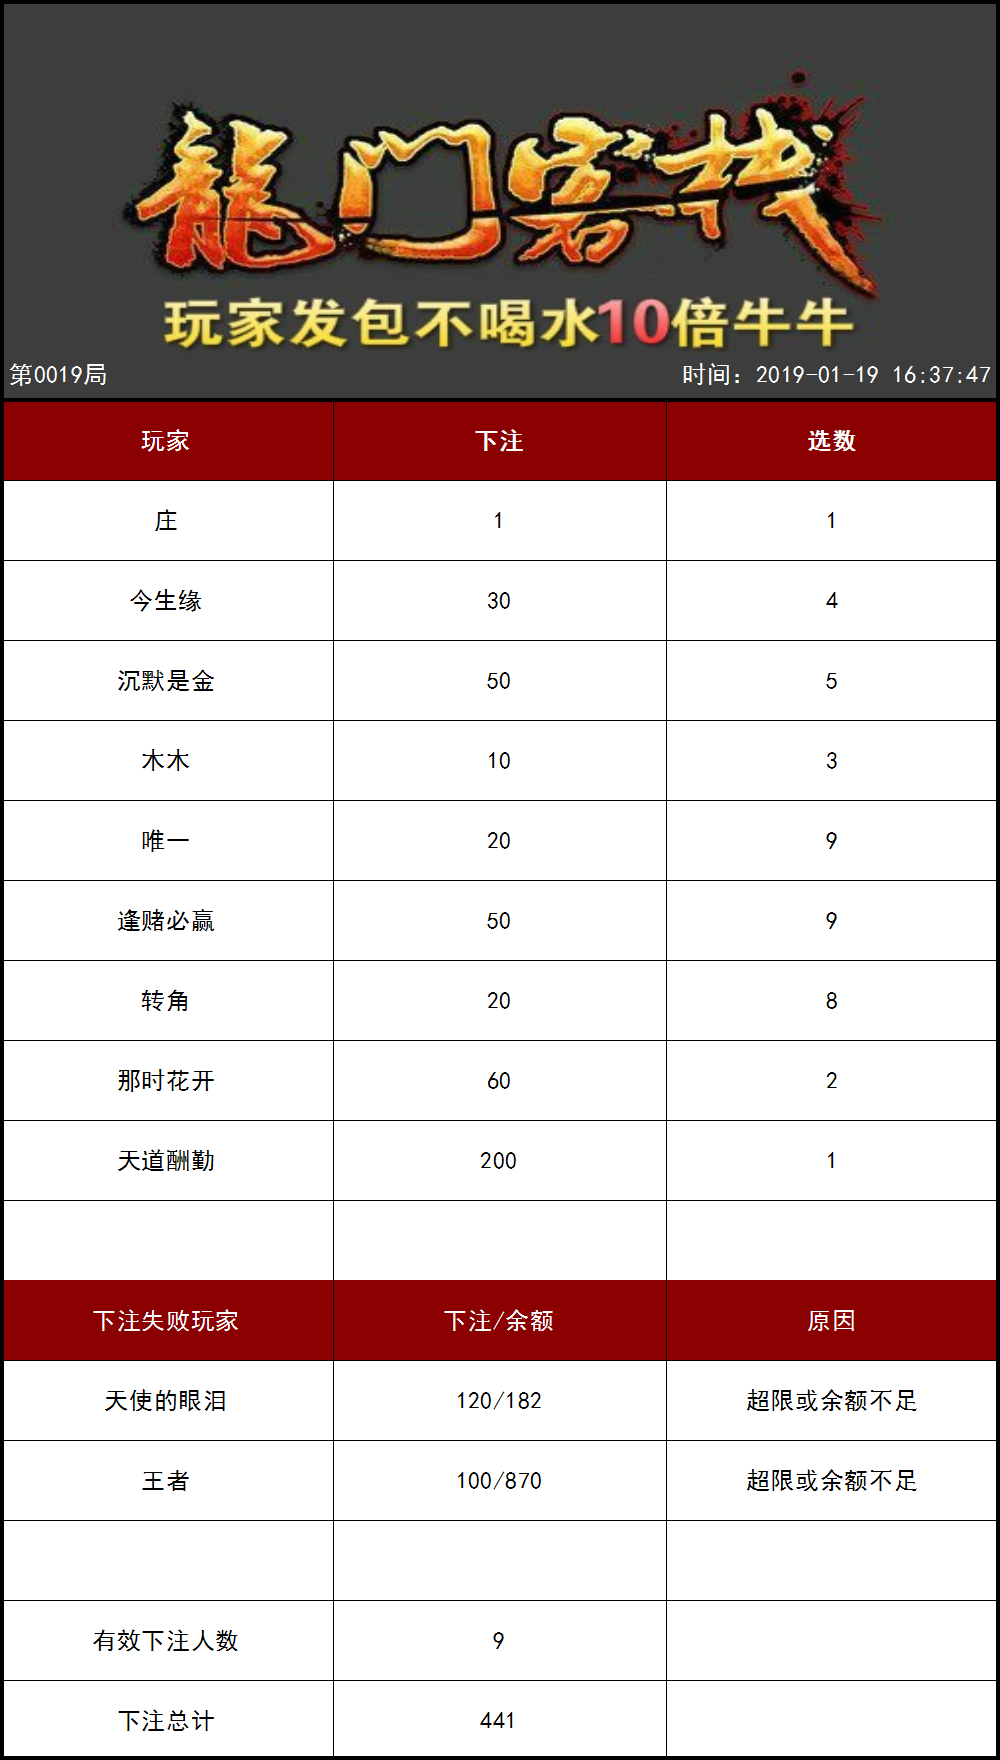 龍门客栈
玩家发包不喝水10倍牛牛
第0019局 时间：2019-01-19 16:37:47
玩家 下注 选数
庄 1 1
今生缘 30 4
沉默是金 50 5
木木 10 3
唯一 20 9
逢赌必赢 50 9
转角 20 8
那时花开 60 2
天道酬勤 200 1
下注失败玩家 下注/余额 原因
天使的眼泪 120/182 超限或余额不足
王者 100/870 超限或余额不足
有效下注人数 9
下注总计 441